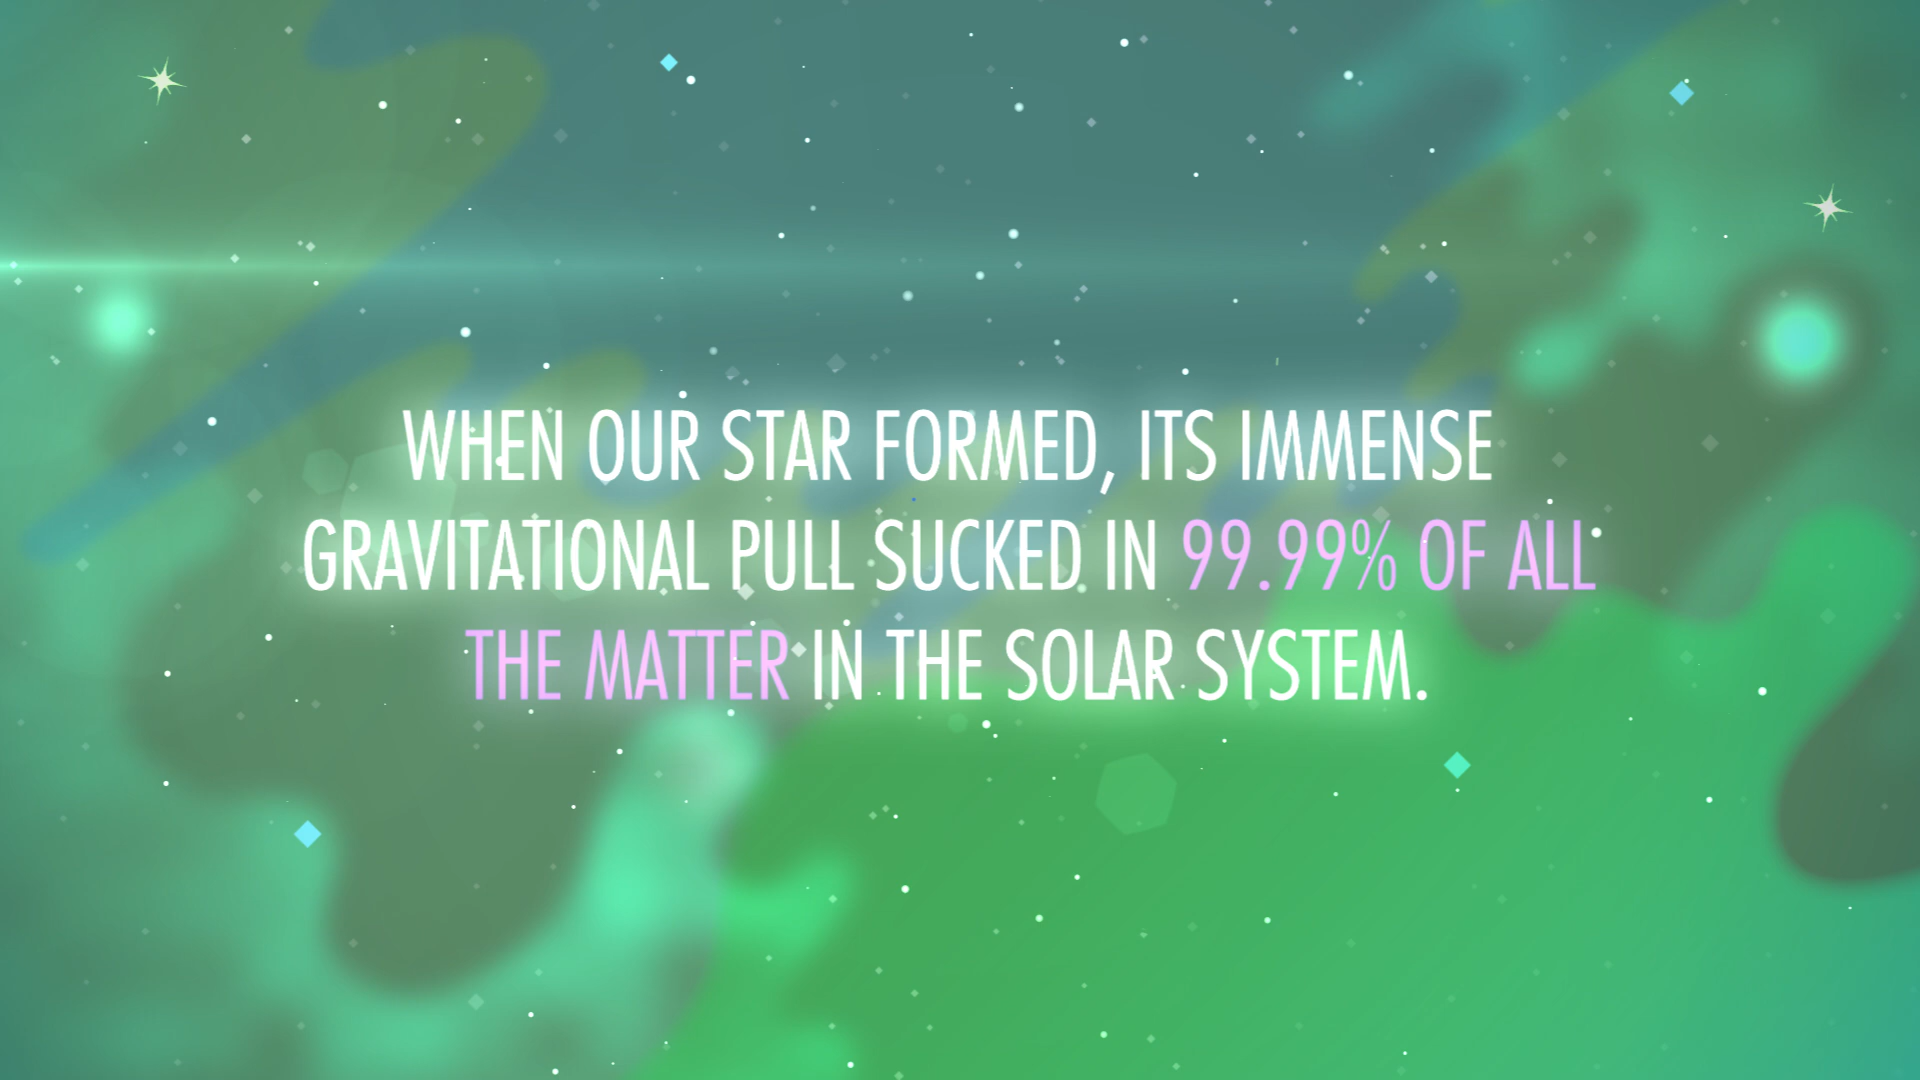 WHEN OUR STAR FORMED, ITS IMMENSE
GRAVITATIONAL PULL SUCKED IN 99.99% OF ALL
THE MATTER IN THE SOLAR SYSTEM.